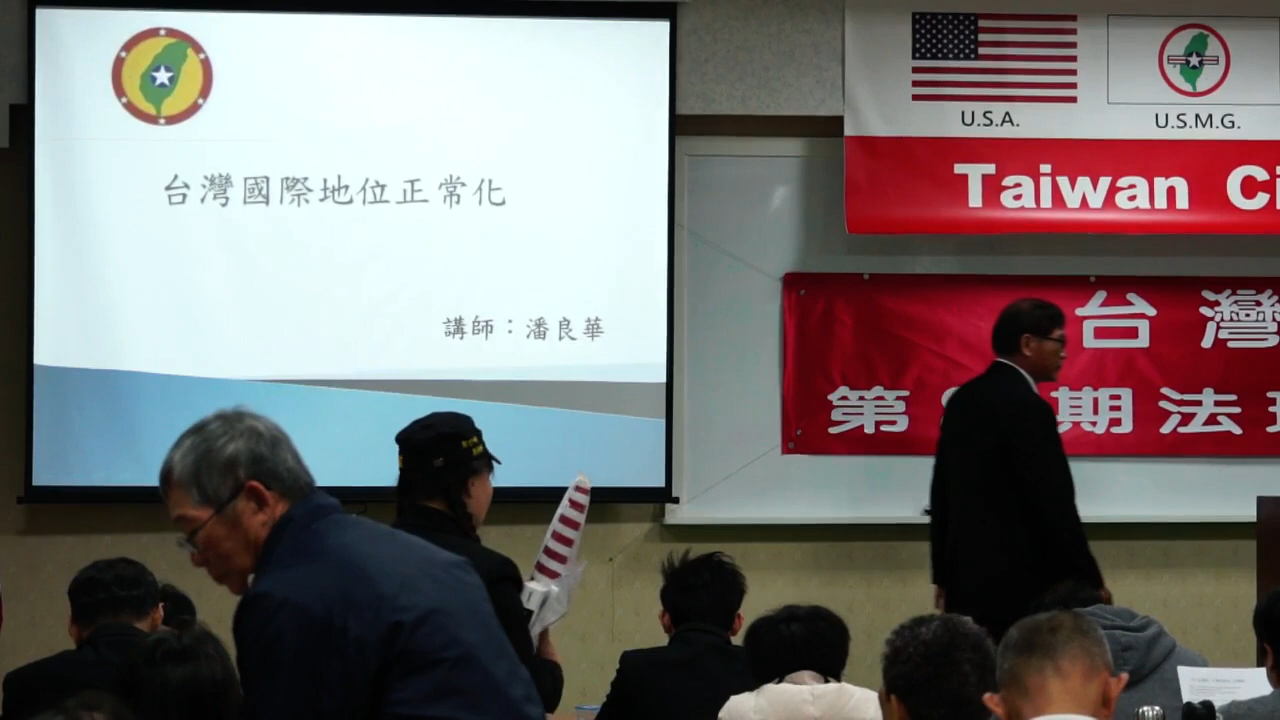 台灣國際地位正常化
講師：潘良華
U.S.A.
U.S.M.G.
Taiwan Ci
台灣
第 期法